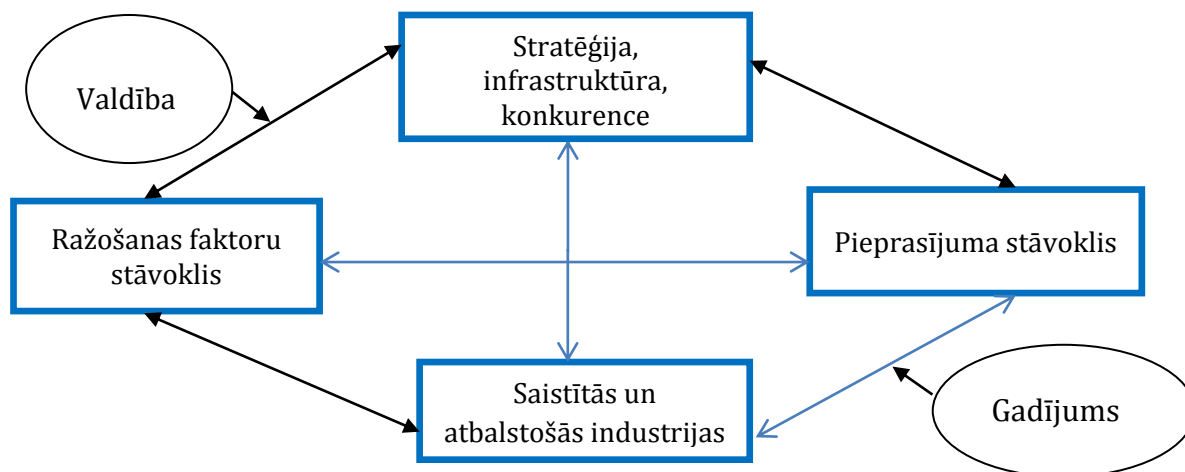 Stratēģija,
infrastruktūra,
konkurence
Valdība
Ražošanas faktoru
stāvoklis
Pieprasījuma stāvoklis
Saistītās un
atbalstošās industrijas
Gadījums